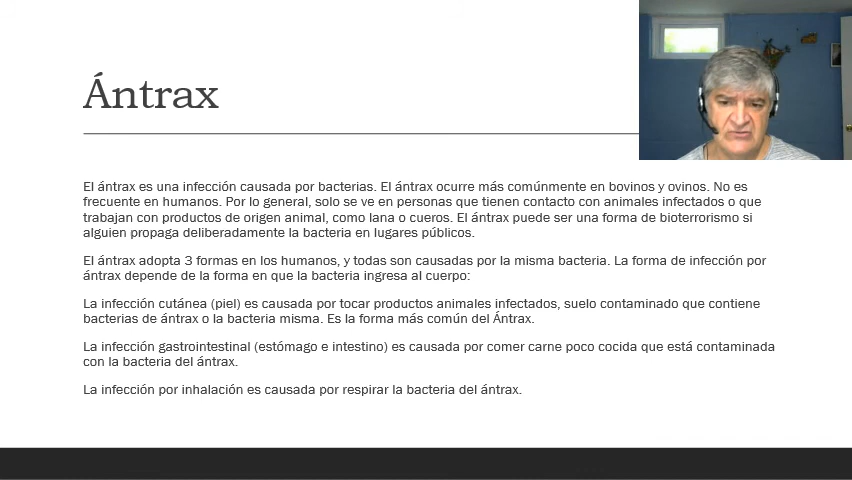 Ántrax
El ántrax es una infección causada por bacterias. El ántrax ocurre más comúnmente en bovinos y ovinos. No es
frecuente en humanos. Por lo general, solo se ve en personas que tienen contacto con animales infectados o que
trabajan con productos de origen animal, como lana o cueros. El ántrax puede ser una forma de bioterrorismo si
alguien propaga deliberadamente la bacteria en lugares públicos.
El ántrax adopta 3 formas en los humanos, y todas son causadas por la misma bacteria. La forma de infección por
ántrax depende de la forma en que la bacteria ingresa al cuerpo:
La infección cutánea (piel) es causada por tocar productos animales infectados, suelo contaminado que contiene
bacterias de ántrax o la bacteria misma. Es la forma más común del Ántrax.
La infección gastrointestinal (estómago e intestino) es causada por comer carne poco cocida que está contaminada
con la bacteria del ántrax.
La infección por inhalación es causada por respirar la bacteria del ántrax.